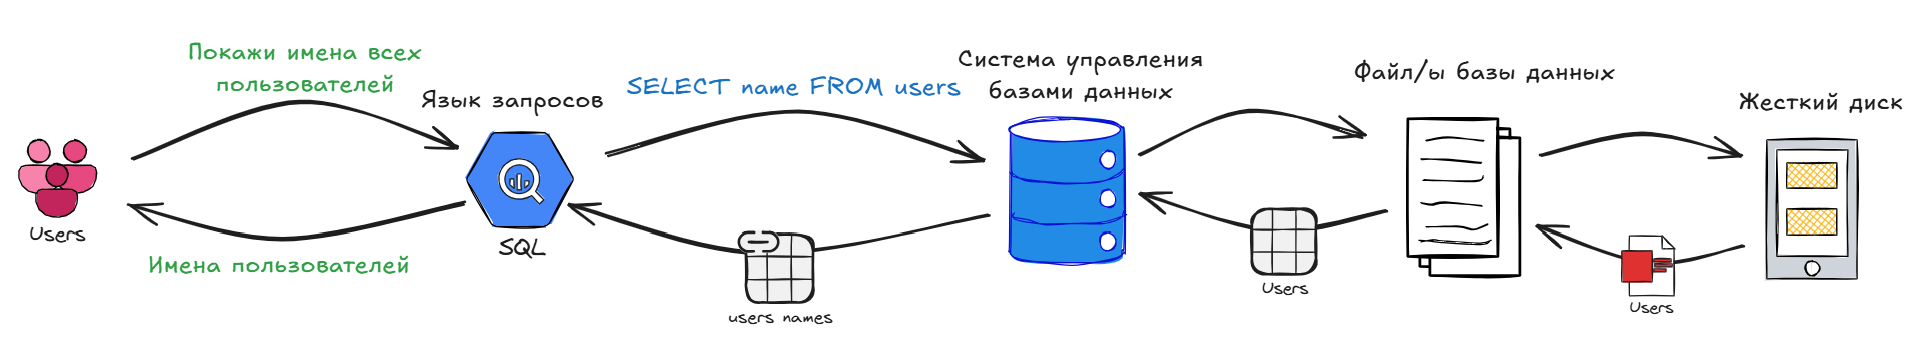 Покажи имена всех
пользователей
Язык запросов
SELECT name FROM users
Система управления
базами данных
Файл/ы базы данных
Жесткий диск
Users
SQL
Имена пользователей
users names
Users
Users